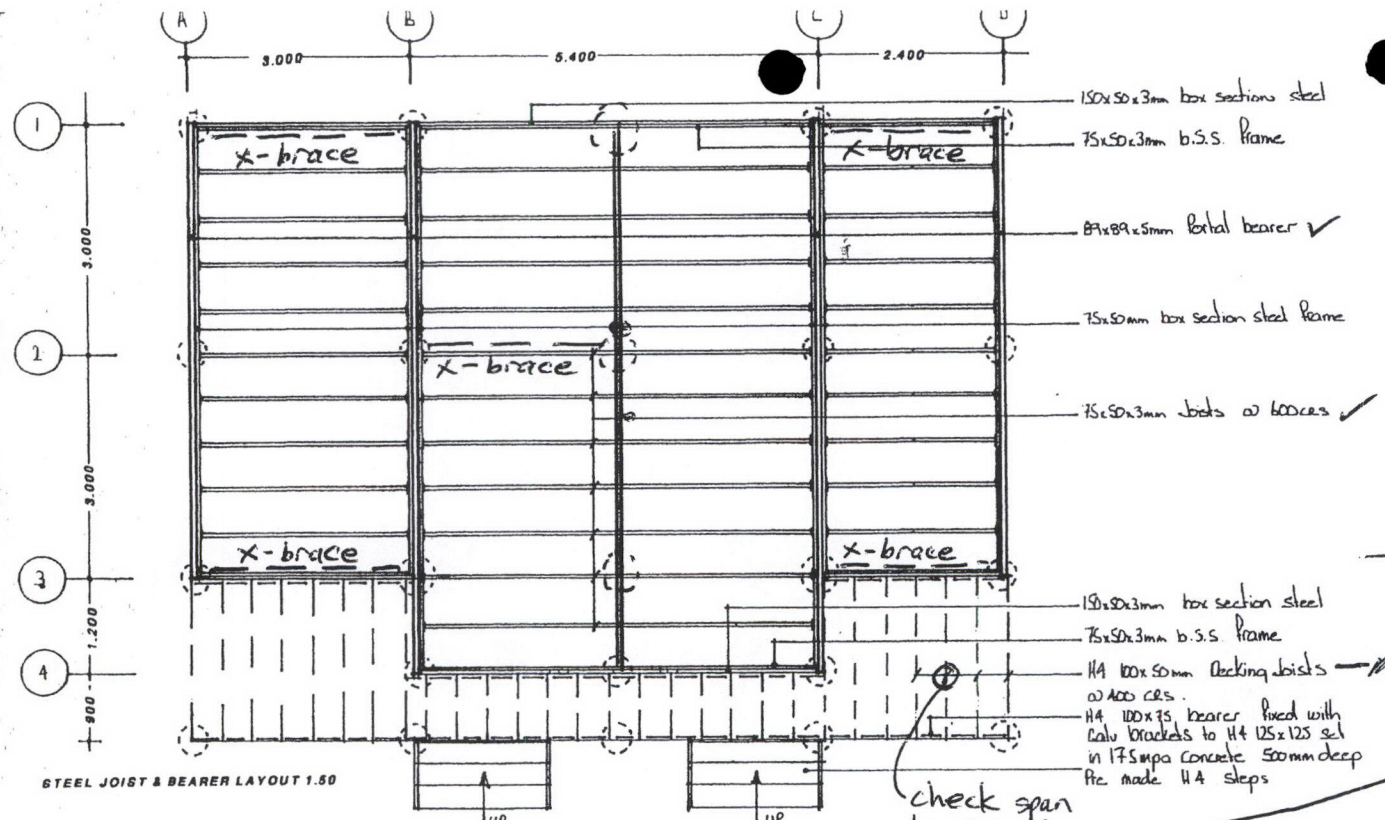 A B C D
3.000 5.400 2.400
150x50x3mm box section steel
1
75x50x3mm b.s.s. frame
x-brace x-brace
89x89x5mm Portal bearer ✓
3.000
75x50mm box section steel frame
2
x-brace
75x50x3mm Joists @ 600crs ✓
3.000
x-brace x-brace
3
150x50x3mm box section steel
1.200
75x50x3mm b.s.s. frame
4
H4 100x50mm Decking Joists
@ 400 crs.
900
H4 100x75 bearer fixed with
Galv brackets to H4 125x125 set
in 17.5mpa concrete 500mm deep
Pre made H4 steps
STEEL JOIST & BEARER LAYOUT 1:50
check span
UP UP